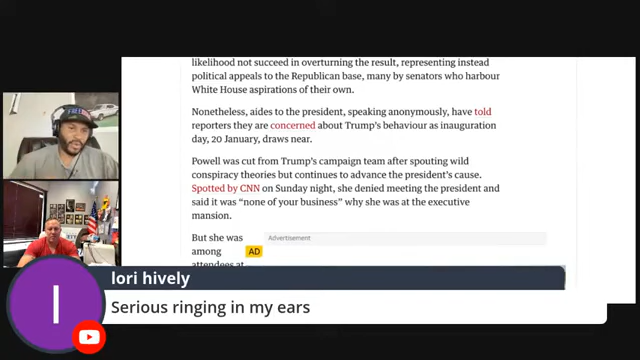 likelihood not succeed in overturning the result, representing instead
political appeals to the Republican base, many by senators who harbour
White House aspirations of their own.
Nonetheless, aides to the president, speaking anonymously, have told
reporters they are concerned about Trump's behaviour as inauguration
day, 20 January, draws near.
Powell was cut from Trump's campaign team after spouting wild
conspiracy theories but continues to advance the president's cause.
Spotted by CNN on Sunday night, she denied meeting the president and
said it was "none of your business" why she was at the executive
mansion.
But she was
among
attendees at
Advertisement
AD
l
lori hively
Serious ringing in my ears